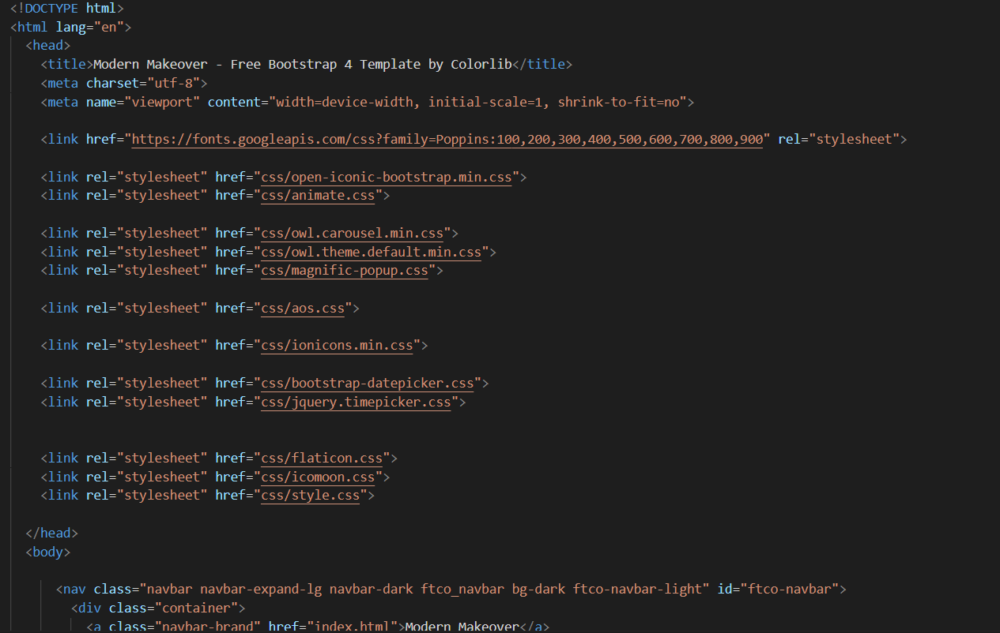 <!DOCTYPE html>
<html lang="en">
<head>
<title>Modern Makeover - Free Bootstrap 4 Template by Colorlib</title>
<meta charset="utf-8">
<meta name="viewport" content="width=device-width, initial-scale=1, shrink-to-fit=no">
<link href="https://fonts.googleapis.com/css?family=Poppins:100,200,300,400,500,600,700,800,900" rel="stylesheet">
<link rel="stylesheet" href="css/open-iconic-bootstrap.min.css">
<link rel="stylesheet" href="css/animate.css">
<link rel="stylesheet" href="css/owl.carousel.min.css">
<link rel="stylesheet" href="css/owl.theme.default.min.css">
<link rel="stylesheet" href="css/magnific-popup.css">
<link rel="stylesheet" href="css/aos.css">
<link rel="stylesheet" href="css/ionicons.min.css">
<link rel="stylesheet" href="css/bootstrap-datepicker.css">
<link rel="stylesheet" href="css/jquery.timepicker.css">
<link rel="stylesheet" href="css/flaticon.css">
<link rel="stylesheet" href="css/icomoon.css">
<link rel="stylesheet" href="css/style.css">
</head>
<body>
<nav class="navbar navbar-expand-lg navbar-dark ftco_navbar bg-dark ftco-navbar-light" id="ftco-navbar">
<div class="container">
<a class="navbar-brand" href="index.html">Modern Makeover</a>